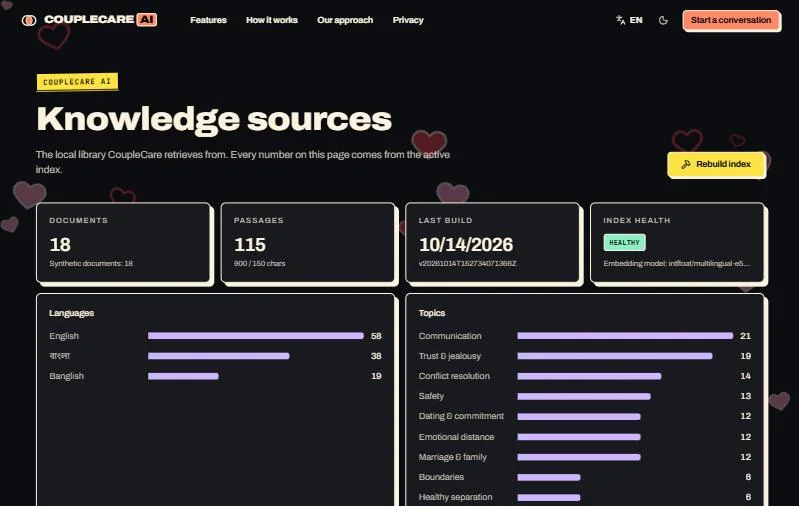 COUPLECARE AI Features How it works Our approach Privacy EN Start a conversation
COUPLECARE AI
Knowledge sources
The local library CoupleCare retrieves from. Every number on this page comes from the active
index.
Rebuild index
DOCUMENTS
18
Synthetic documents: 18
PASSAGES
115
900 / 150 chars
LAST BUILD
10/14/2026
v20261014T152734071366Z
INDEX HEALTH
HEALTHY
Embedding model: intfloat/multilingual-e5...
Languages
English 58
বাংলা 38
Banglish 19
Topics
Communication 21
Trust & jealousy 19
Conflict resolution 14
Safety 13
Dating & commitment 12
Emotional distance 12
Marriage & family 12
Boundaries 6
Healthy separation 6